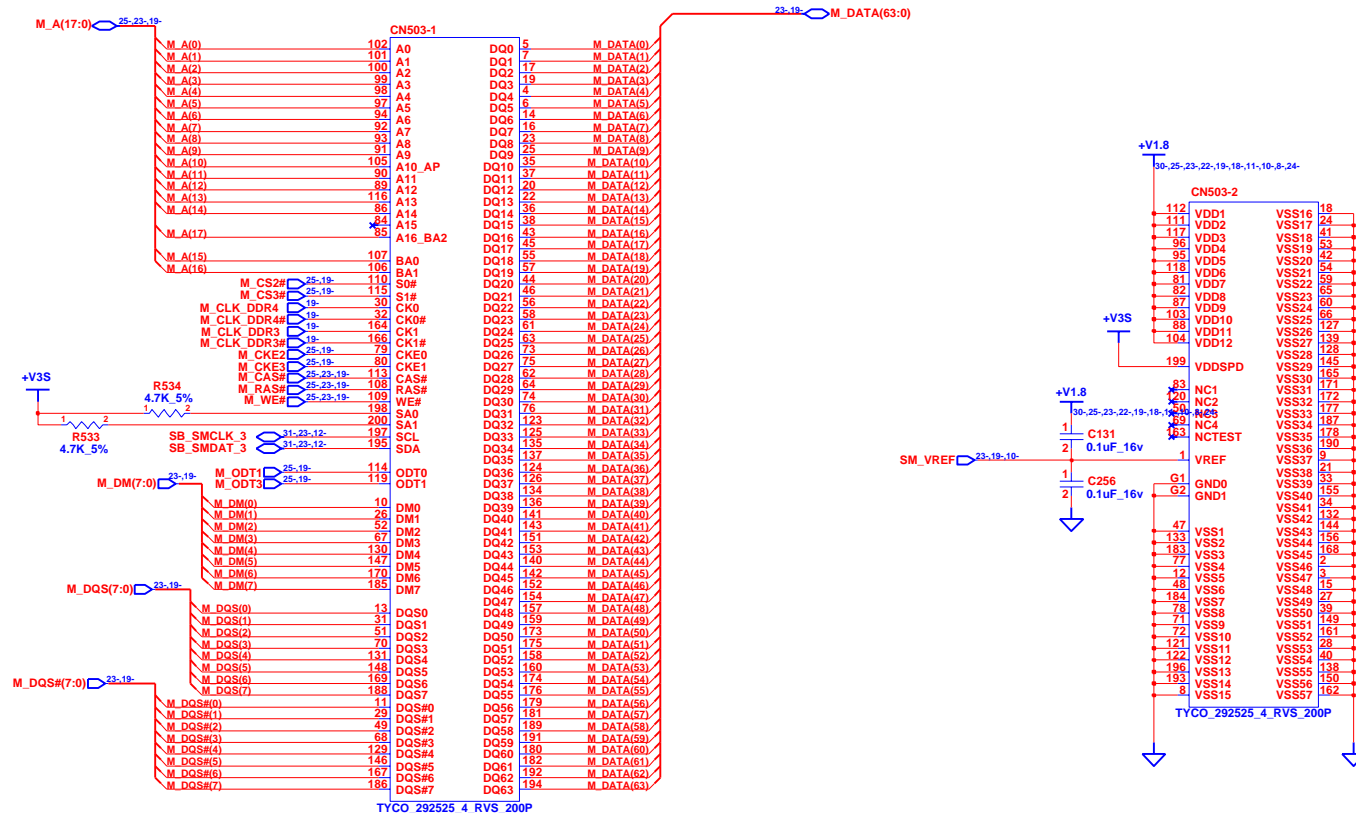 M_A(17:0) 25-,23-,19-
CN503-1
M_A(0) 102 A0
M_A(1) 101 A1
M_A(2) 100 A2
M_A(3) 99 A3
M_A(4) 98 A4
M_A(5) 97 A5
M_A(6) 94 A6
M_A(7) 92 A7
M_A(8) 93 A8
M_A(9) 91 A9
M_A(10) 105 A10_AP
M_A(11) 90 A11
M_A(12) 89 A12
M_A(13) 116 A13
M_A(14) 86 A14
84 A15
M_A(17) 85 A16_BA2
M_A(15) 107 BA0
M_A(16) 106 BA1
M_CS2# 25-,19- 110 S0#
M_CS3# 25-,19- 115 S1#
M_CLK_DDR4 19- 30 CK0
M_CLK_DDR4# 19- 32 CK0#
M_CLK_DDR3 19- 164 CK1
M_CLK_DDR3# 19- 166 CK1#
M_CKE2 25-,19- 79 CKE0
M_CKE3 25-,19- 80 CKE1
M_CAS# 25-,23-,19- 113 CAS#
M_RAS# 25-,23-,19- 108 RAS#
M_WE# 25-,23-,19- 109 WE#
+V3S
R534
4.7K_5%
1 2 198 SA0
1 2 200 SA1
R533
4.7K_5%
SB_SMCLK_3 31-,23-,12- 197 SCL
SB_SMDAT_3 31-,23-,12- 195 SDA
M_ODT1 25-,19- 114 ODT0
M_ODT3 25-,19- 119 ODT1
M_DM(7:0) 23-,19-
M_DM(0) 10 DM0
M_DM(1) 26 DM1
M_DM(2) 52 DM2
M_DM(3) 67 DM3
M_DM(4) 130 DM4
M_DM(5) 147 DM5
M_DM(6) 170 DM6
M_DM(7) 185 DM7
M_DQS(7:0) 23-,19-
M_DQS(0) 13 DQS0
M_DQS(1) 31 DQS1
M_DQS(2) 51 DQS2
M_DQS(3) 70 DQS3
M_DQS(4) 131 DQS4
M_DQS(5) 148 DQS5
M_DQS(6) 169 DQS6
M_DQS(7) 188 DQS7
M_DQS#(7:0) 23-,19-
M_DQS#(0) 11 DQS#0
M_DQS#(1) 29 DQS#1
M_DQS#(2) 49 DQS#2
M_DQS#(3) 68 DQS#3
M_DQS#(4) 129 DQS#4
M_DQS#(5) 146 DQS#5
M_DQS#(6) 167 DQS#6
M_DQS#(7) 186 DQS#7
23-,19- M_DATA(63:0)
DQ0 5 M_DATA(0)
DQ1 7 M_DATA(1)
DQ2 17 M_DATA(2)
DQ3 19 M_DATA(3)
DQ4 4 M_DATA(4)
DQ5 6 M_DATA(5)
DQ6 14 M_DATA(6)
DQ7 16 M_DATA(7)
DQ8 23 M_DATA(8)
DQ9 25 M_DATA(9)
DQ10 35 M_DATA(10)
DQ11 37 M_DATA(11)
DQ12 20 M_DATA(12)
DQ13 22 M_DATA(13)
DQ14 36 M_DATA(14)
DQ15 38 M_DATA(15)
DQ16 43 M_DATA(16)
DQ17 45 M_DATA(17)
DQ18 55 M_DATA(18)
DQ19 57 M_DATA(19)
DQ20 44 M_DATA(20)
DQ21 46 M_DATA(21)
DQ22 56 M_DATA(22)
DQ23 58 M_DATA(23)
DQ24 61 M_DATA(24)
DQ25 63 M_DATA(25)
DQ26 73 M_DATA(26)
DQ27 75 M_DATA(27)
DQ28 62 M_DATA(28)
DQ29 64 M_DATA(29)
DQ30 74 M_DATA(30)
DQ31 76 M_DATA(31)
DQ32 123 M_DATA(32)
DQ33 125 M_DATA(33)
DQ34 135 M_DATA(34)
DQ35 137 M_DATA(35)
DQ36 124 M_DATA(36)
DQ37 126 M_DATA(37)
DQ38 134 M_DATA(38)
DQ39 136 M_DATA(39)
DQ40 141 M_DATA(40)
DQ41 143 M_DATA(41)
DQ42 151 M_DATA(42)
DQ43 153 M_DATA(43)
DQ44 140 M_DATA(44)
DQ45 142 M_DATA(45)
DQ46 152 M_DATA(46)
DQ47 154 M_DATA(47)
DQ48 157 M_DATA(48)
DQ49 159 M_DATA(49)
DQ50 173 M_DATA(50)
DQ51 175 M_DATA(51)
DQ52 158 M_DATA(52)
DQ53 160 M_DATA(53)
DQ54 174 M_DATA(54)
DQ55 176 M_DATA(55)
DQ56 179 M_DATA(56)
DQ57 181 M_DATA(57)
DQ58 189 M_DATA(58)
DQ59 191 M_DATA(59)
DQ60 180 M_DATA(60)
DQ61 182 M_DATA(61)
DQ62 192 M_DATA(62)
DQ63 194 M_DATA(63)
TYCO_292525_4_RVS_200P
+V1.8
30-,25-,23-,22-,19-,18-,11-,10-,8-,24-
CN503-2
112 VDD1
111 VDD2
117 VDD3
96 VDD4
95 VDD5
118 VDD6
81 VDD7
82 VDD8
87 VDD9
103 VDD10
88 VDD11
104 VDD12
+V3S
199 VDDSPD
83 NC1
120 NC2
50 NC3
69 NC4
163 NCTEST
+V1.8
30-,25-,23-,22-,19-,18-,11-,10-,8-,24-
1 C131
2 0.1uF_16v
SM_VREF 23-,19-,10- 1 VREF
1 C256
2 0.1uF_16v
G1 GND0
G2 GND1
47 VSS1
133 VSS2
183 VSS3
77 VSS4
12 VSS5
48 VSS6
184 VSS7
78 VSS8
71 VSS9
72 VSS10
121 VSS11
122 VSS12
196 VSS13
193 VSS14
8 VSS15
VSS16 18
VSS17 24
VSS18 41
VSS19 53
VSS20 42
VSS21 54
VSS22 59
VSS23 65
VSS24 60
VSS25 66
VSS26 127
VSS27 139
VSS28 128
VSS29 145
VSS30 165
VSS31 171
VSS32 172
VSS33 177
VSS34 187
VSS35 178
VSS36 190
VSS37 9
VSS38 21
VSS39 33
VSS40 155
VSS41 34
VSS42 132
VSS43 144
VSS44 156
VSS45 168
VSS46 2
VSS47 3
VSS48 15
VSS49 27
VSS50 39
VSS51 149
VSS52 161
VSS53 28
VSS54 40
VSS55 138
VSS56 150
VSS57 162
TYCO_292525_4_RVS_200P